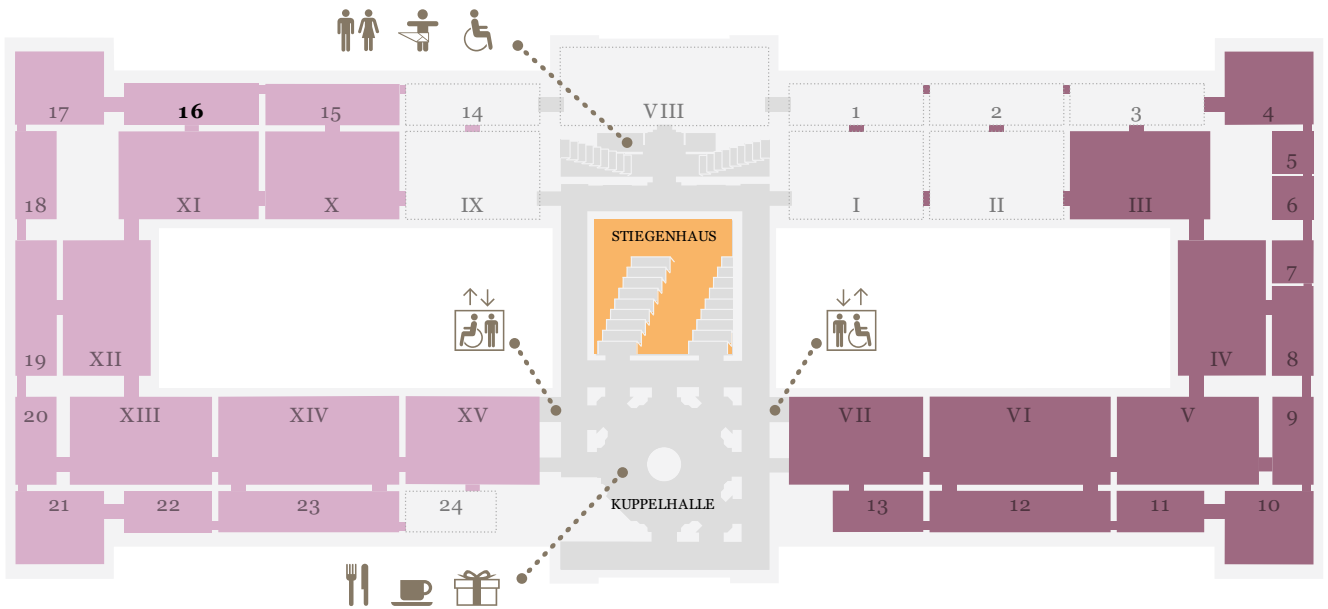 17 16 15 14 VIII 1 2 3 4
5
18 XI X IX I II III 6
STIEGENHAUS
7
19 XII IV 8
20 XIII XIV XV VII VI V 9
21 22 23 24 KUPPELHALLE 13 12 11 10